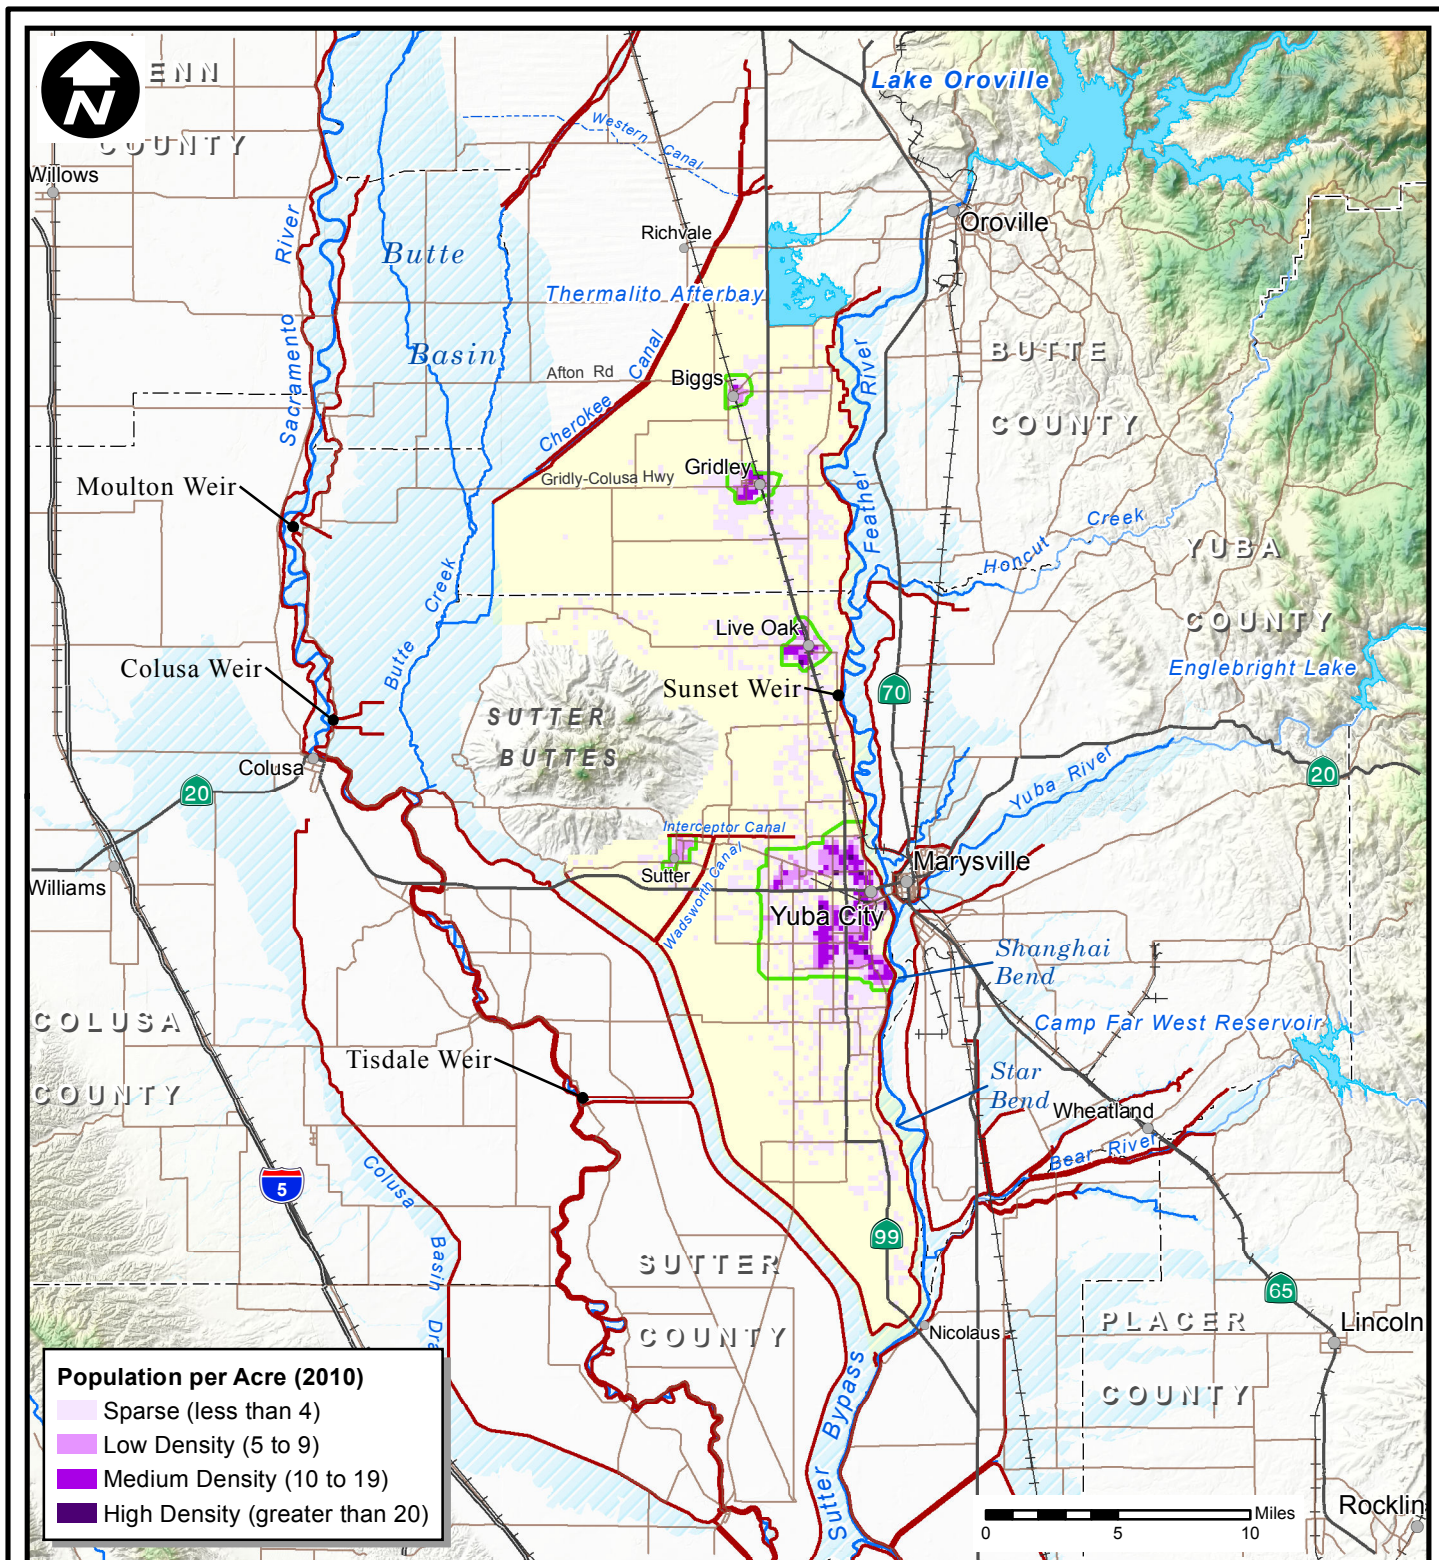 N
ENN
COUNTY
Willows
Lake Oroville
Western Canal
Oroville
Richvale
Sacramento River
Butte
Basin
Thermalito Afterbay
Cherokee Canal
Afton Rd
Biggs
BUTTE
COUNTY
Feather River
Gridley
Gridly-Colusa Hwy
Moulton Weir
Honcut Creek
YUBA
COUNTY
Butte Creek
Live Oak
Colusa Weir
Sunset Weir
70
Englebright Lake
SUTTER
BUTTES
Colusa
20
Yuba River
20
Interceptor Canal
Wadsworth Canal
Sutter
Marysville
Williams
Yuba City
Shanghai
Bend
COLUSA
COUNTY
Camp Far West Reservoir
Tisdale Weir
Star
Bend
Wheatland
Bear River
Colusa Basin Dra
5
99
SUTTER
COUNTY
65
Nicolaus
PLACER
COUNTY
Lincoln
Sutter Bypass
Rocklin
Population per Acre (2010)
Sparse (less than 4)
Low Density (5 to 9)
Medium Density (10 to 19)
High Density (greater than 20)
Miles
0 5 10